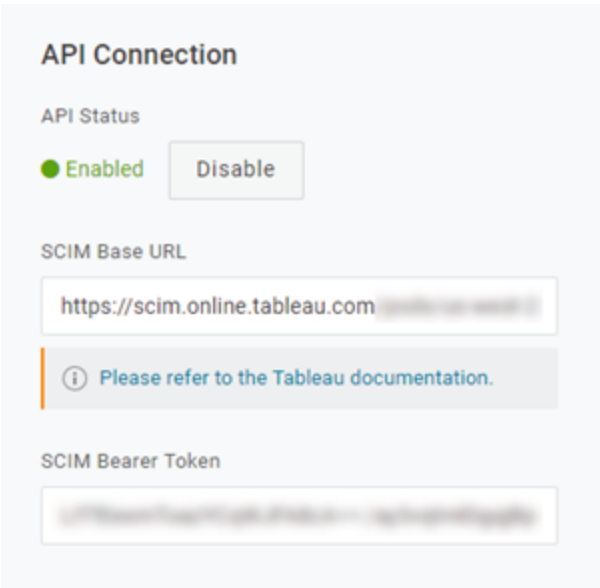 API Connection
API Status
Enabled
Disable
SCIM Base URL
https://scim.online.tableau.com
Please refer to the Tableau documentation.
SCIM Bearer Token